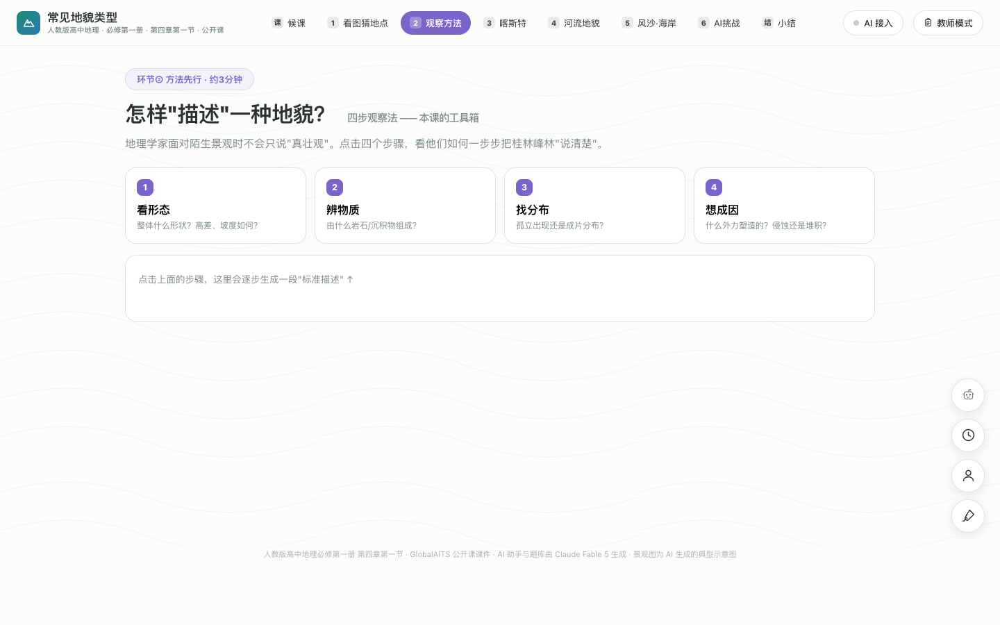 常见地貌类型
人教版高中地理 · 必修第一册 · 第四章第一节 · 公开课
课 候课
1 看图猜地点
2 观察方法
3 喀斯特
4 河流地貌
5 风沙·海岸
6 AI挑战
结 小结
AI 接入
教师模式
环节② 方法先行 · 约3分钟
怎样"描述"一种地貌? 四步观察法 —— 本课的工具箱
地理学家面对陌生景观时不会只说"真壮观"。点击四个步骤，看他们如何一步步把桂林峰林"说清楚"。
1
看形态
整体什么形状？高差、坡度如何？
2
辨物质
由什么岩石/沉积物组成？
3
找分布
孤立出现还是成片分布？
4
想成因
什么外力塑造的？侵蚀还是堆积？
点击上面的步骤，这里会逐步生成一段"标准描述" ↑
人教版高中地理必修第一册 第四章第一节 · GlobalAITS 公开课课件 · AI 助手与题库由 Claude Fable 5 生成 · 景观图为 AI 生成的典型示意图